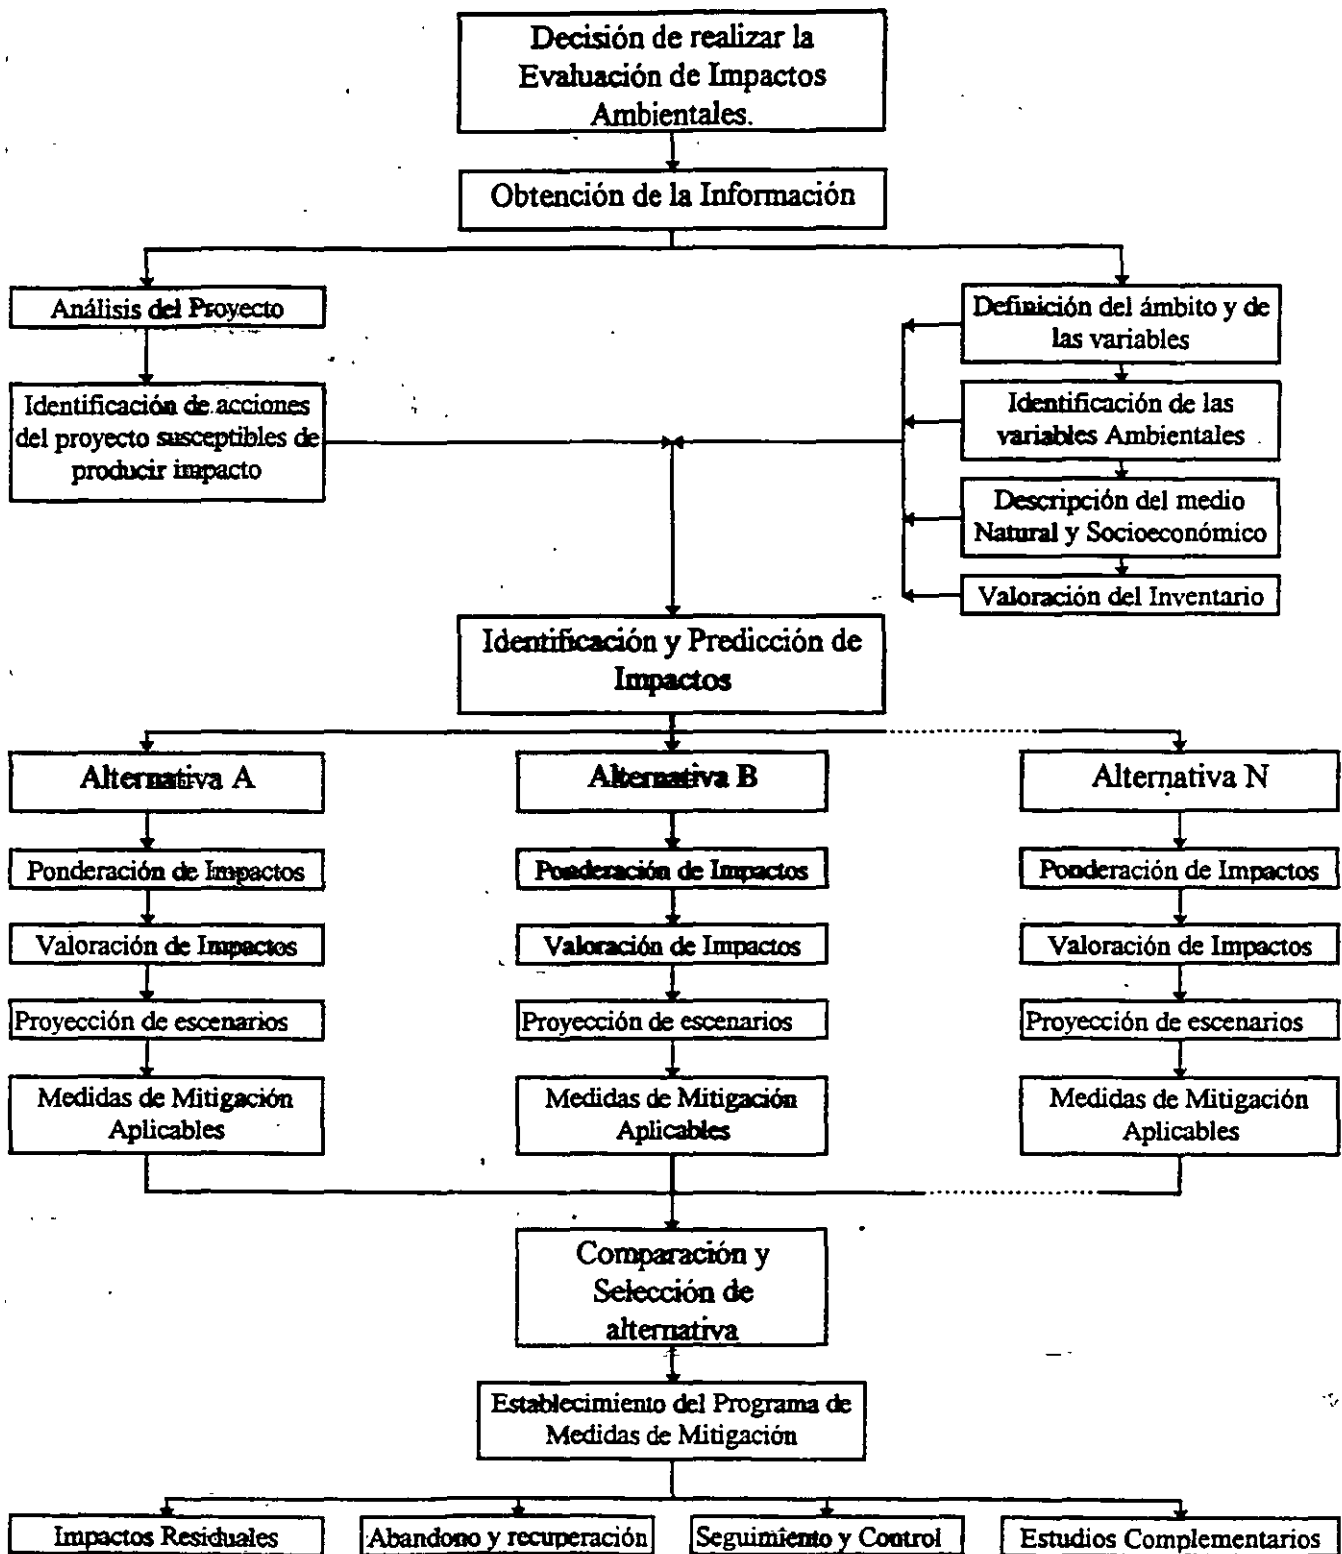 Decisión de realizar la
Evaluación de Impactos
Ambientales.
Obtención de la Información
Análisis del Proyecto
Identificación de acciones
del proyecto susceptibles de
producir impacto
Definición del ámbito y de
las variables
Identificación de las
variables Ambientales
Descripción del medio
Natural y Socioeconómico
Valoración del Inventario
Identificación y Predicción de
Impactos
Alternativa A
Ponderación de Impactos
Valoración de Impactos
Proyección de escenarios
Medidas de Mitigación
Aplicables
Alternativa B
Ponderación de Impactos
Valoración de Impactos
Proyección de escenarios
Medidas de Mitigación
Aplicables
Alternativa N
Ponderación de Impactos
Valoración de Impactos
Proyección de escenarios
Medidas de Mitigación
Aplicables
Comparación y
Selección de
alternativa
Establecimiento del Programa de
Medidas de Mitigación
Impactos Residuales
Abandono y recuperación
Seguimiento y Control
Estudios Complementarios